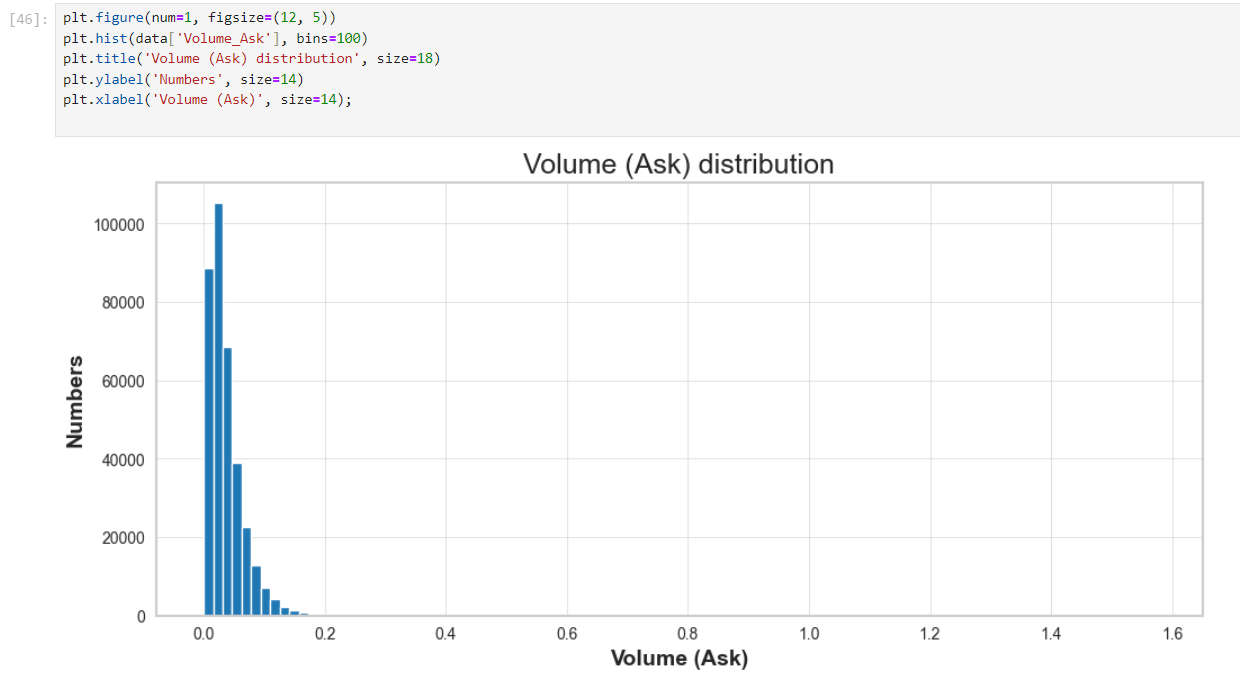 [46]:
plt.figure(num=1, figsize=(12, 5))
plt.hist(data['Volume_Ask'], bins=100)
plt.title('Volume (Ask) distribution', size=18)
plt.ylabel('Numbers', size=14)
plt.xlabel('Volume (Ask)', size=14);
Volume (Ask) distribution
100000
80000
60000
40000
20000
0
Numbers
0.0 0.2 0.4 0.6 0.8 1.0 1.2 1.4 1.6
Volume (Ask)